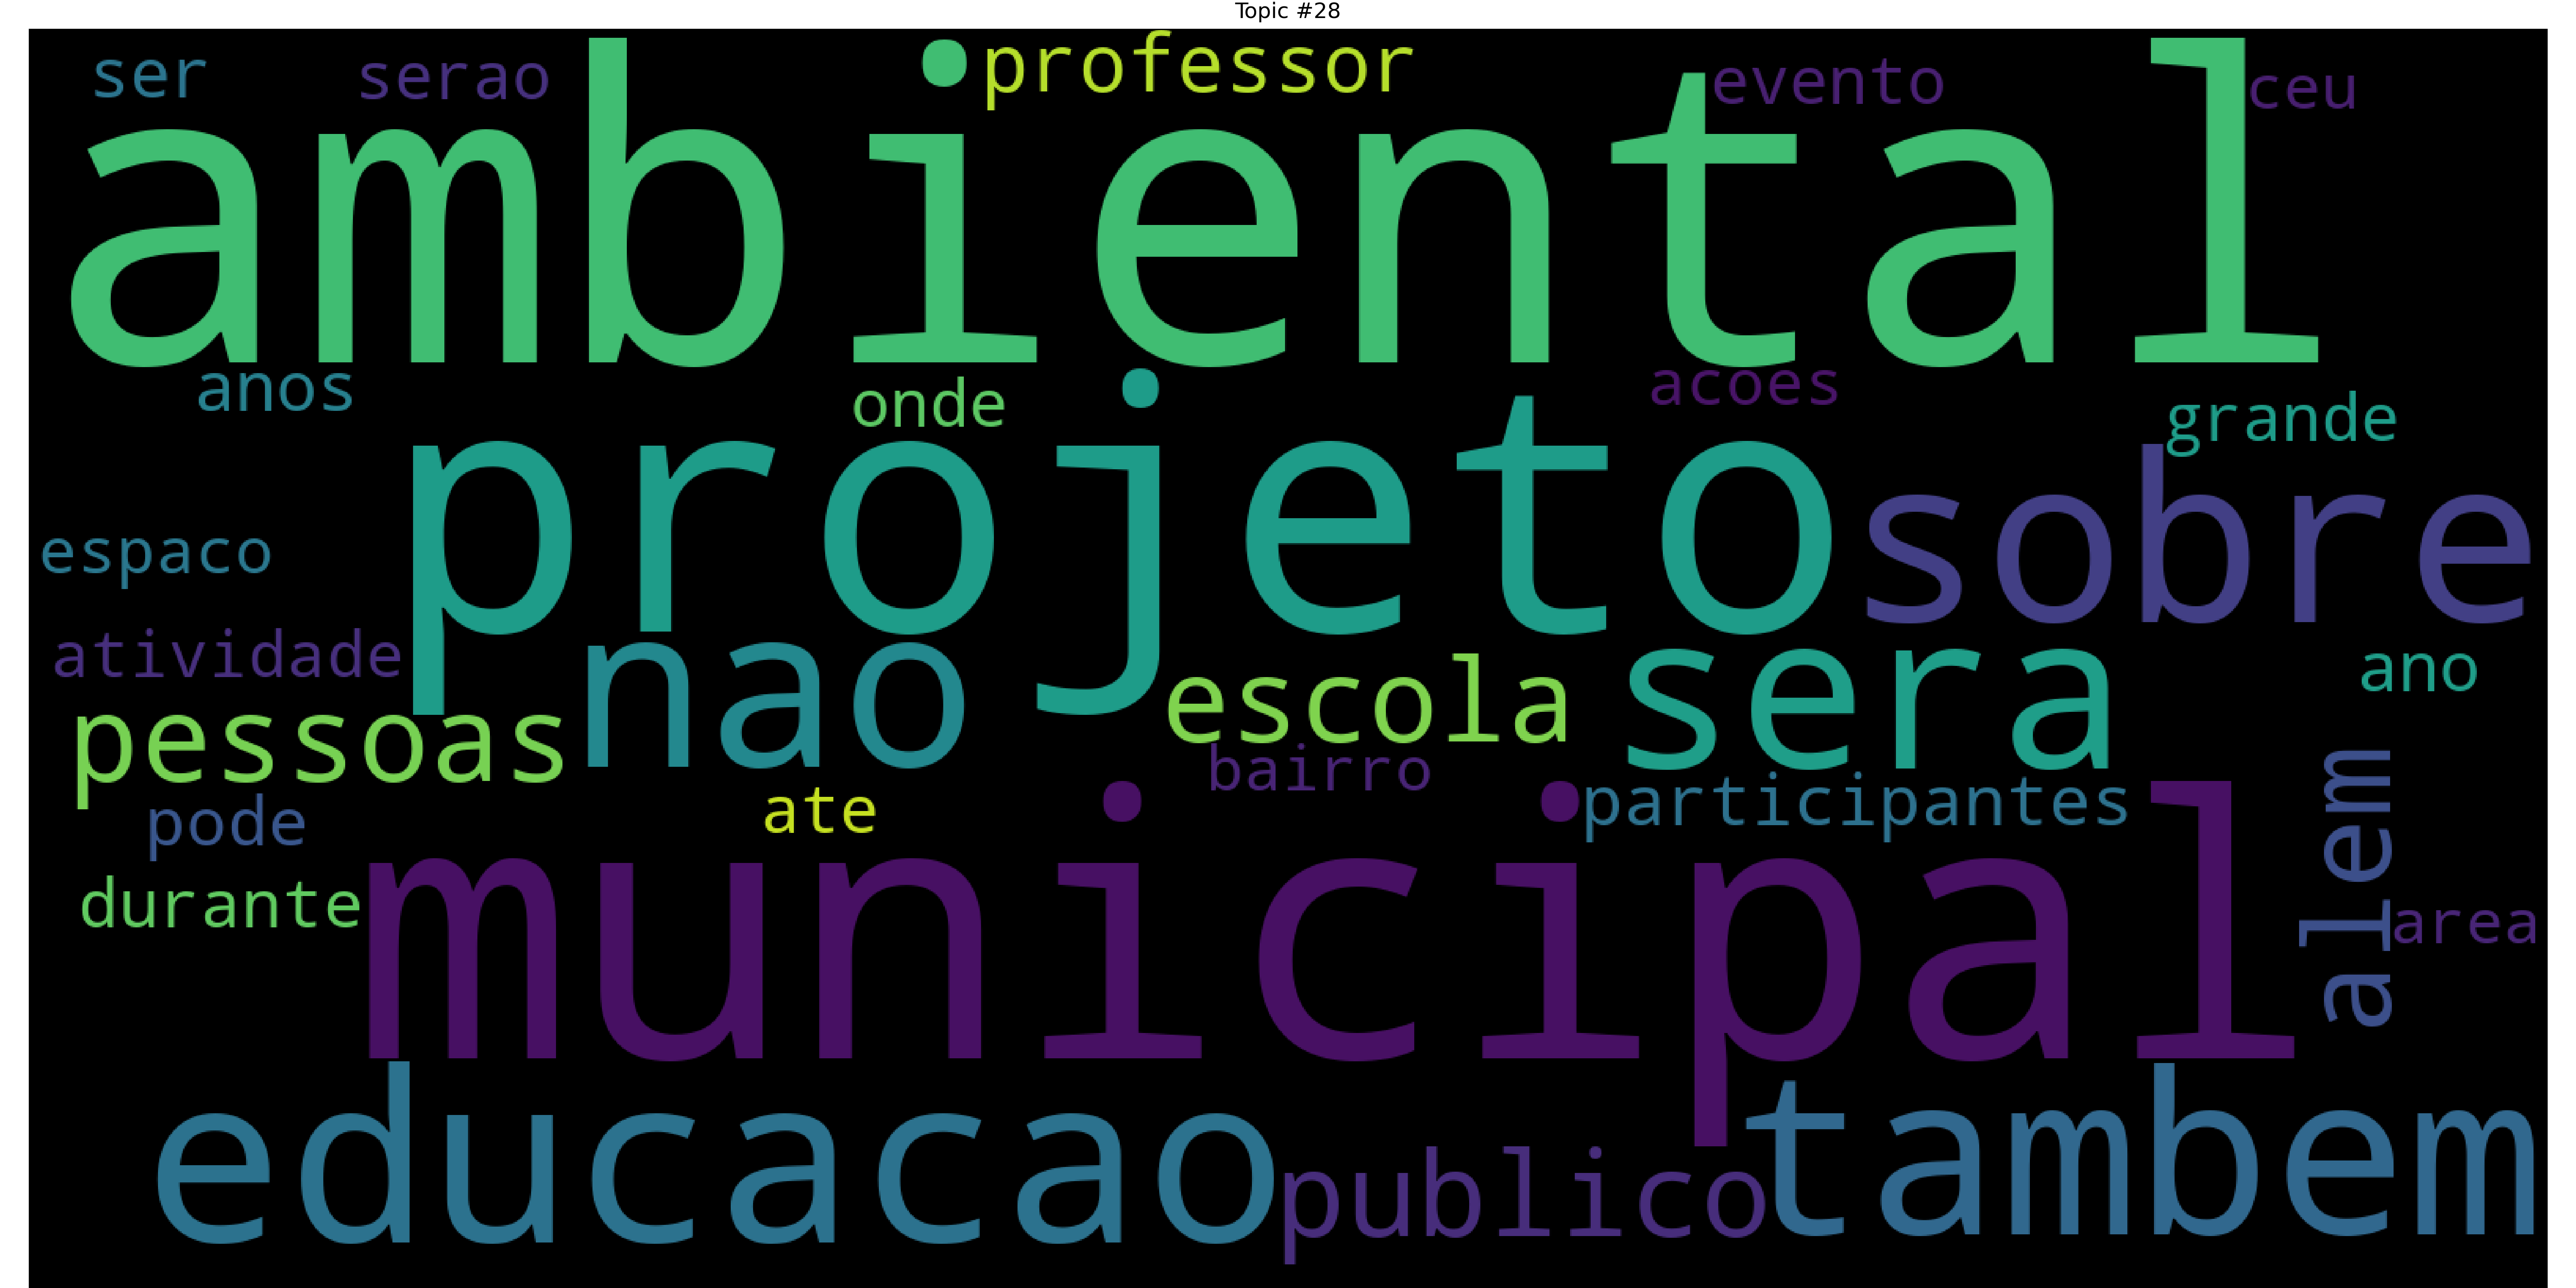 Topic #28
ser serao professor evento ceu
ambiental
anos onde acoes grande
projeto sobre
espaco
atividade nao escola sera ano
pessoas bairro
pode ate participantes alem
municipal
durante area
educacao publico tambem